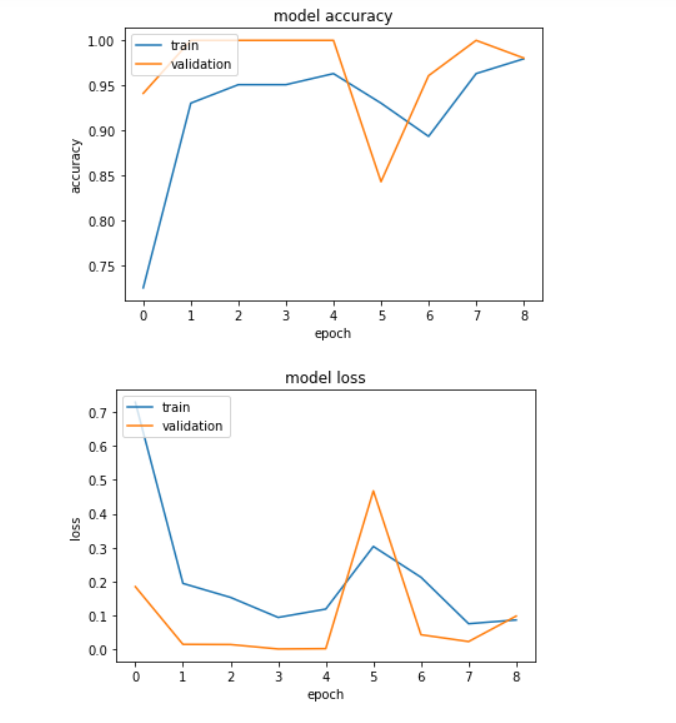 model accuracy
train
validation
1.00
0.95
0.90
0.85
0.80
0.75
accuracy
0 1 2 3 4 5 6 7 8
epoch
model loss
train
validation
0.7
0.6
0.5
0.4
0.3
0.2
0.1
0.0
loss
0 1 2 3 4 5 6 7 8
epoch